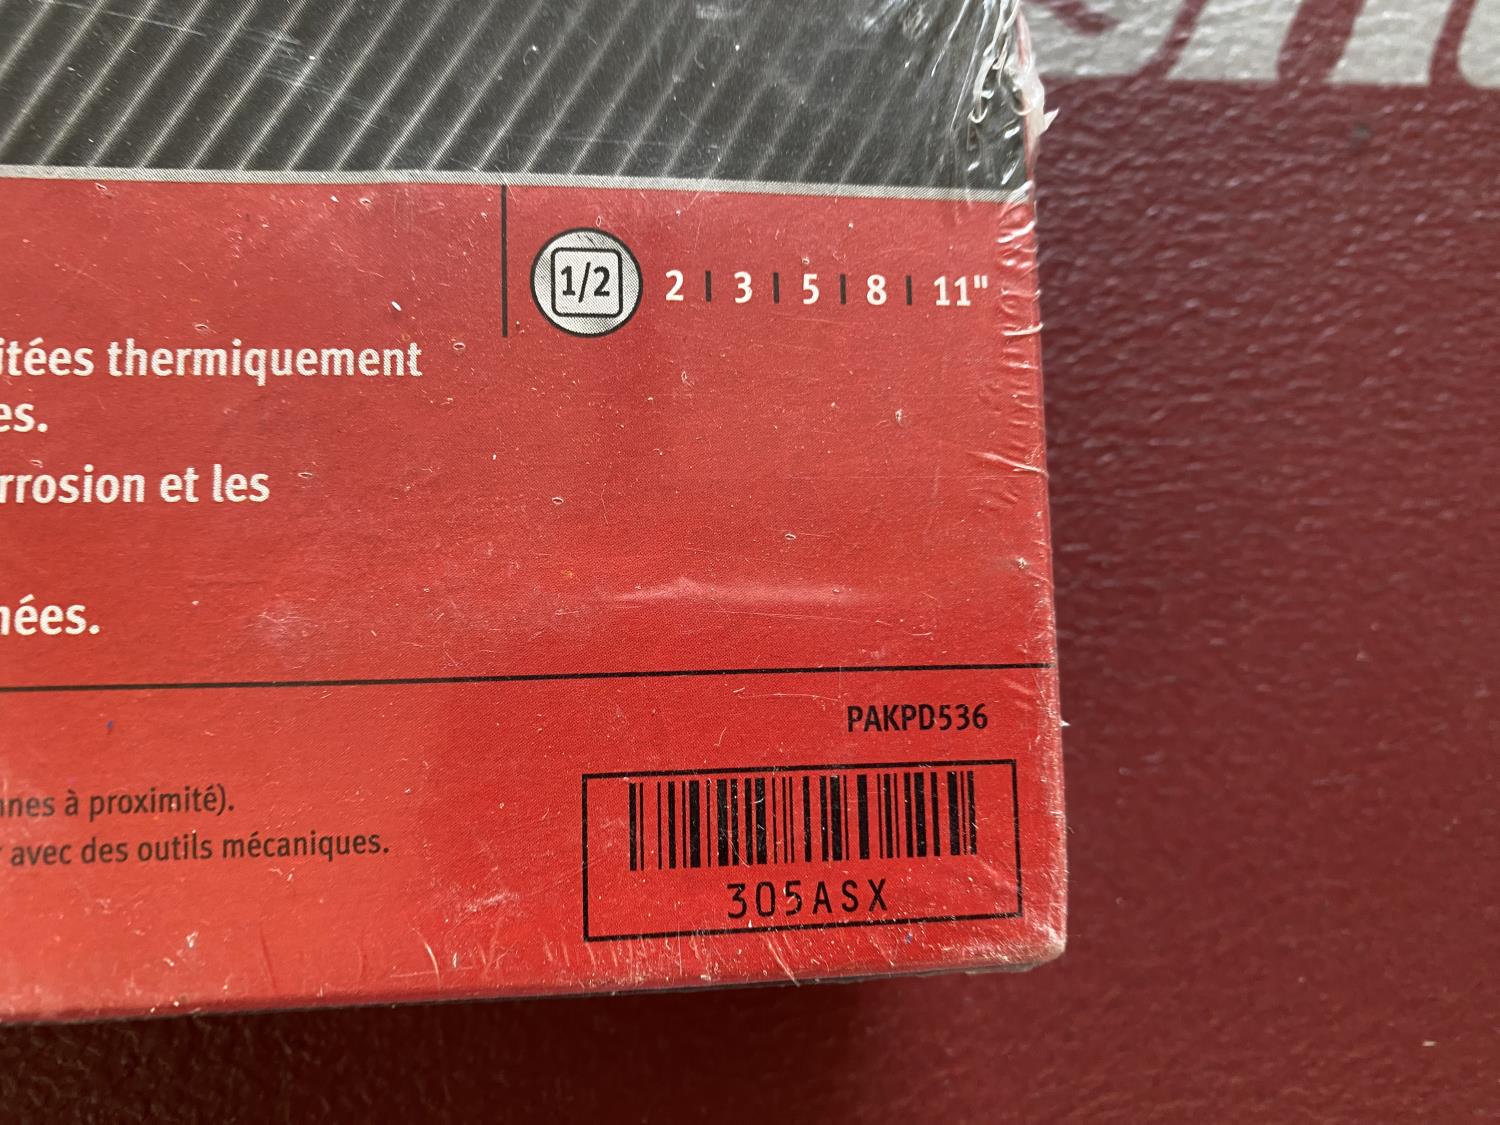 1/2 2 | 3 | 5 | 8 | 11"
itées thermiquement
es.
rrosion et les
nées.
PAKPD536
nnes à proximité).
avec des outils mécaniques.
305ASX